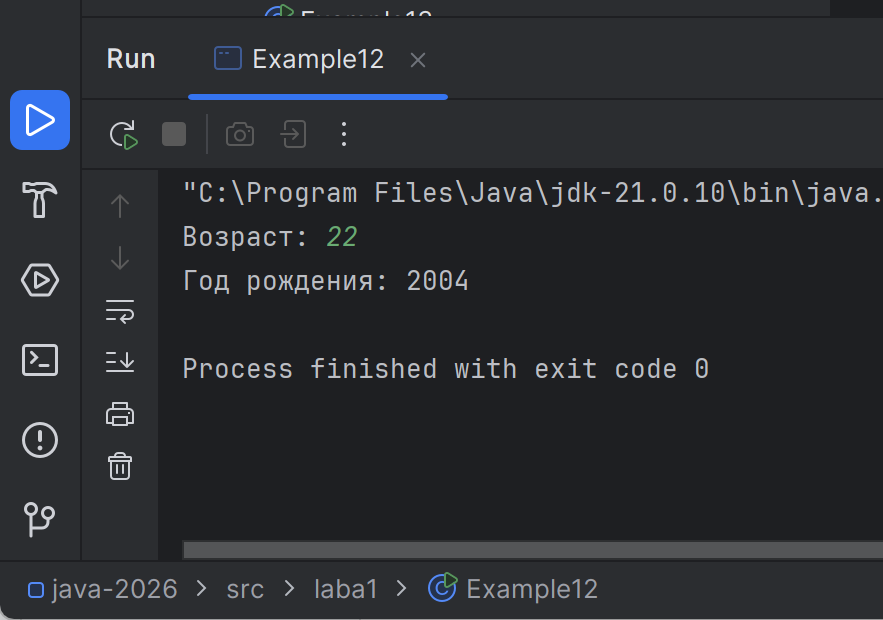 Run
Example12
"C:\Program Files\Java\jdk-21.0.10\bin\java.
Возраст: 22
Год рождения: 2004
Process finished with exit code 0
java-2026 > src > laba1 > Example12